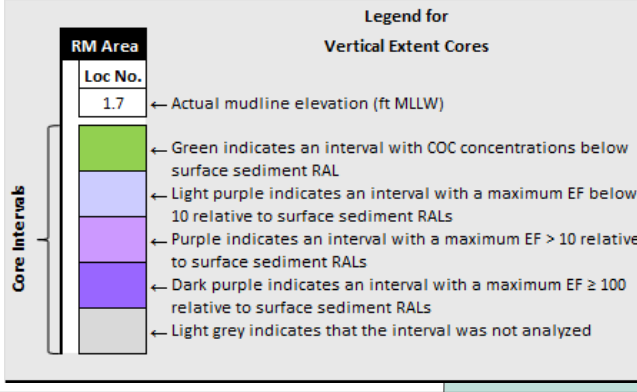 Legend for
Vertical Extent Cores
RM Area
Loc No.
1.7
← Actual mudline elevation (ft MLLW)
Core Intervals
← Green indicates an interval with COC concentrations below
surface sediment RAL
← Light purple indicates an interval with a maximum EF below
10 relative to surface sediment RALs
← Purple indicates an interval with a maximum EF > 10 relative
to surface sediment RALs
← Dark purple indicates an interval with a maximum EF ≥ 100
relative to surface sediment RALs
← Light grey indicates that the interval was not analyzed